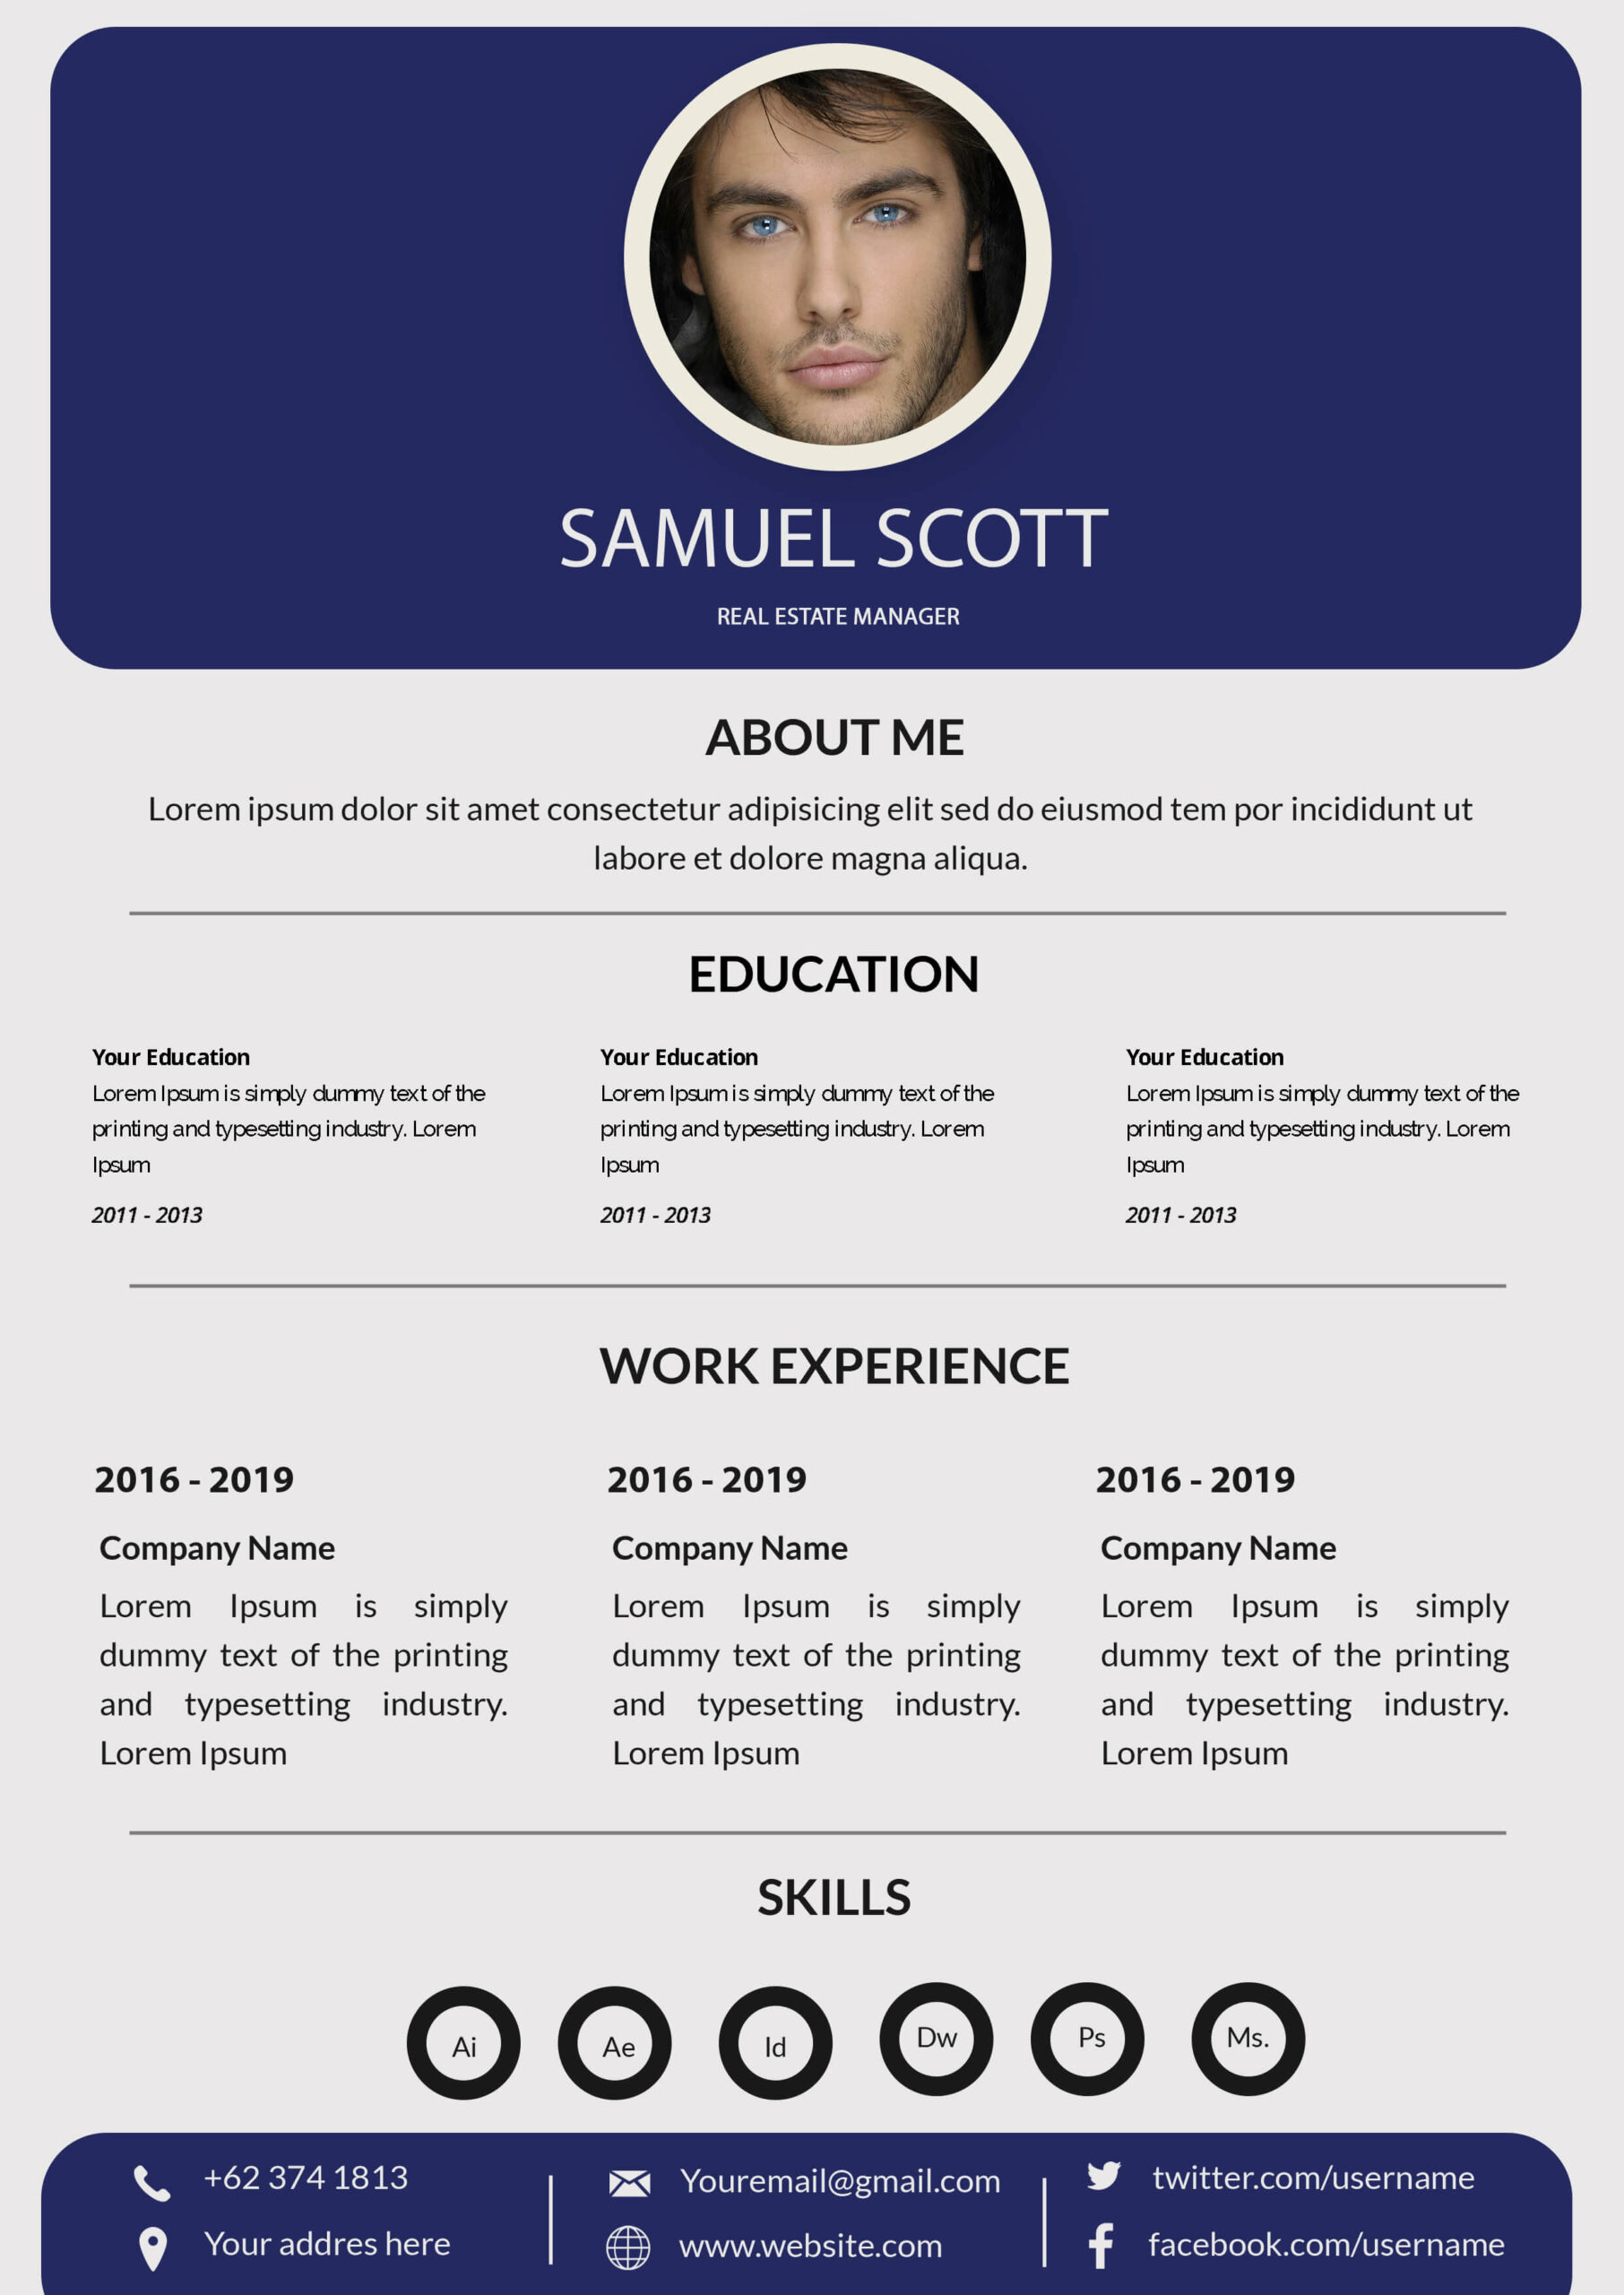 SAMUEL SCOTT
REAL ESTATE MANAGER
ABOUT ME
Lorem ipsum dolor sit amet consectetur adipisicing elit sed do eiusmod tem por incididunt ut
labore et dolore magna aliqua.
EDUCATION
Your Education
Lorem Ipsum is simply dummy text of the
printing and typesetting industry. Lorem
Ipsum
2011 - 2013
Your Education
Lorem Ipsum is simply dummy text of the
printing and typesetting industry. Lorem
Ipsum
2011 - 2013
Your Education
Lorem Ipsum is simply dummy text of the
printing and typesetting industry. Lorem
Ipsum
2011 - 2013
WORK EXPERIENCE
2016 - 2019
Company Name
Lorem Ipsum is simply
dummy text of the printing
and typesetting industry.
Lorem Ipsum
2016 - 2019
Company Name
Lorem Ipsum is simply
dummy text of the printing
and typesetting industry.
Lorem Ipsum
2016 - 2019
Company Name
Lorem Ipsum is simply
dummy text of the printing
and typesetting industry.
Lorem Ipsum
SKILLS
Ai
Ae
Id
Dw
Ps
Ms.
+62 374 1813
Your addres here
Youremail@gmail.com
www.website.com
twitter.com/username
facebook.com/username